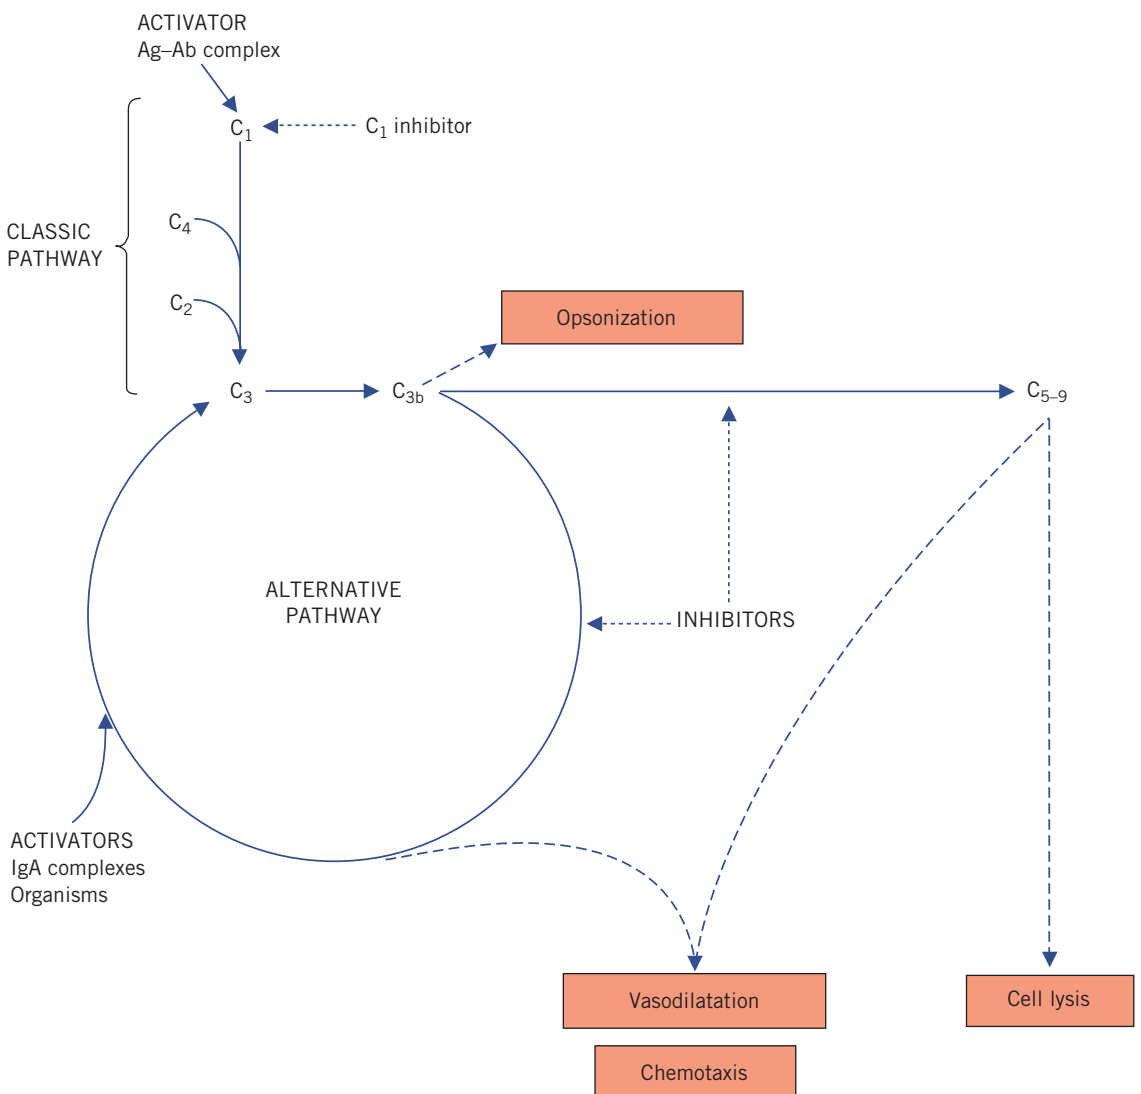 ACTIVATOR
Ag–Ab complex
C1
C1 inhibitor
C4
CLASSIC
PATHWAY
C2
Opsonization
C3
C3b
C5–9
ALTERNATIVE
PATHWAY
INHIBITORS
ACTIVATORS
IgA complexes
Organisms
Vasodilatation
Cell lysis
Chemotaxis